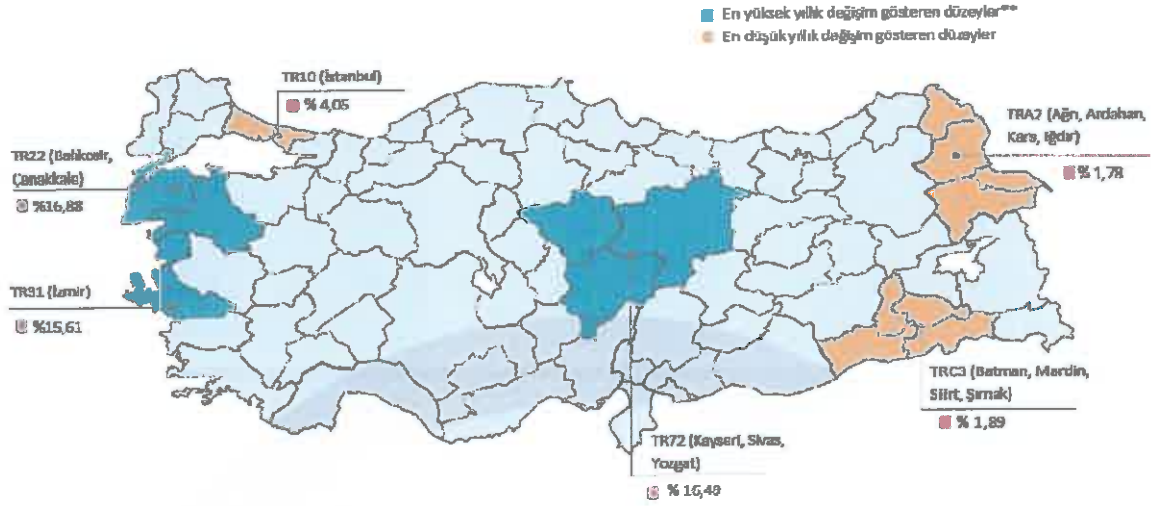 En yüksek yıllık değişim gösteren düzeyler**
En düşük yıllık değişim gösteren düzeyler
TR10 (İstanbul)
% 4,05
TRA2 (Ağrı, Ardahan,
Kars, Iğdır)
% 1,78
TR22 (Balıkesir,
Çanakkale)
%16,88
TR31 (İzmir)
%15,61
TRC3 (Batman, Mardin,
Siirt, Şırnak)
% 1,89
TR72 (Kayseri, Sivas,
Yozgat)
% 16,49